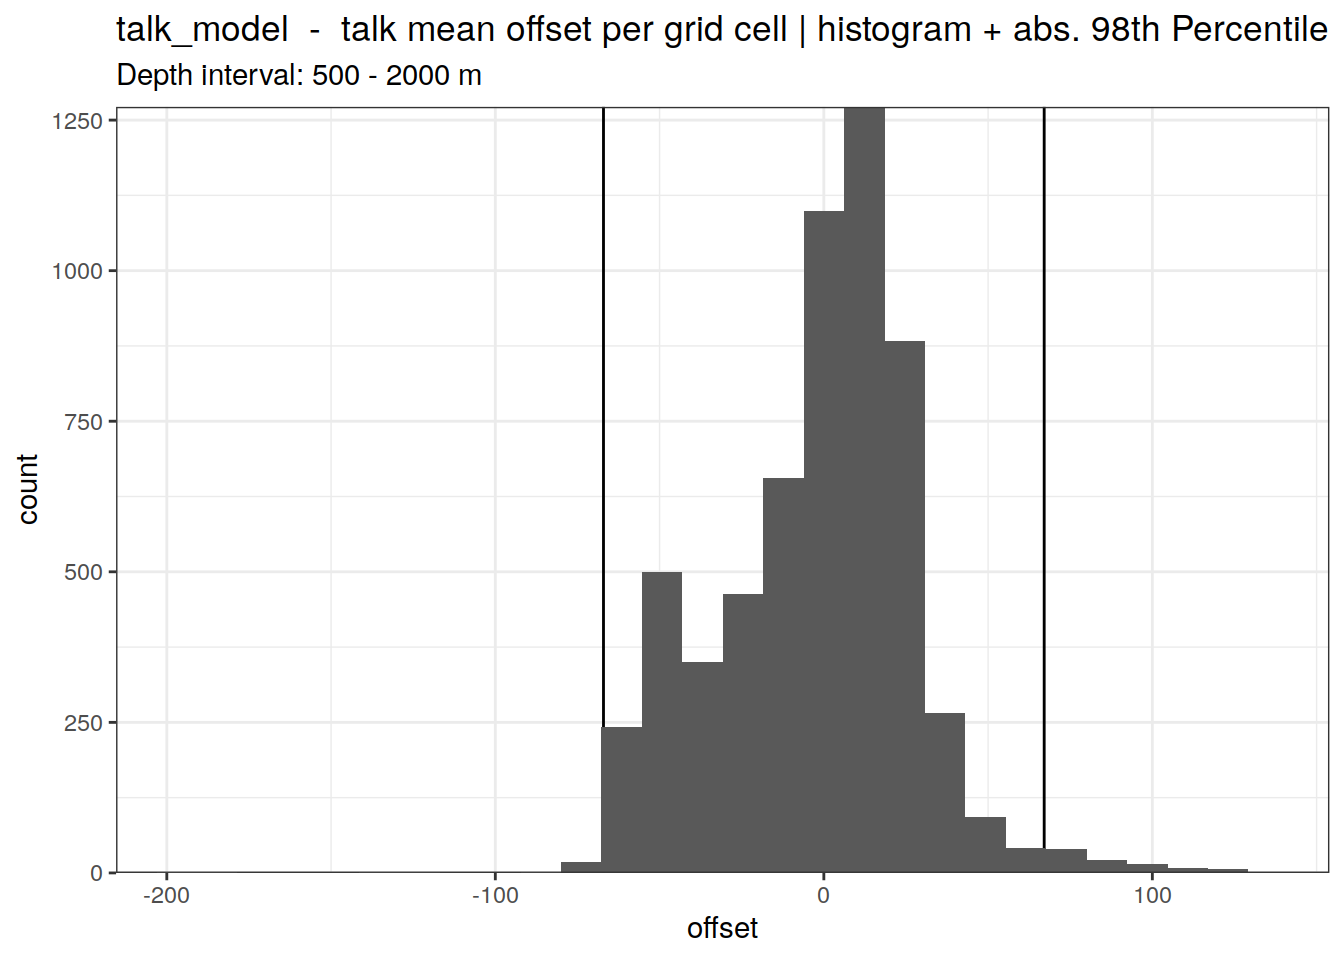 talk_model  -  talk mean offset per grid cell | histogram + abs. 98th Percentile
Depth interval: 500 - 2000 m
1250
1000
750
500
250
0
count
-200
-100
0
100
offset